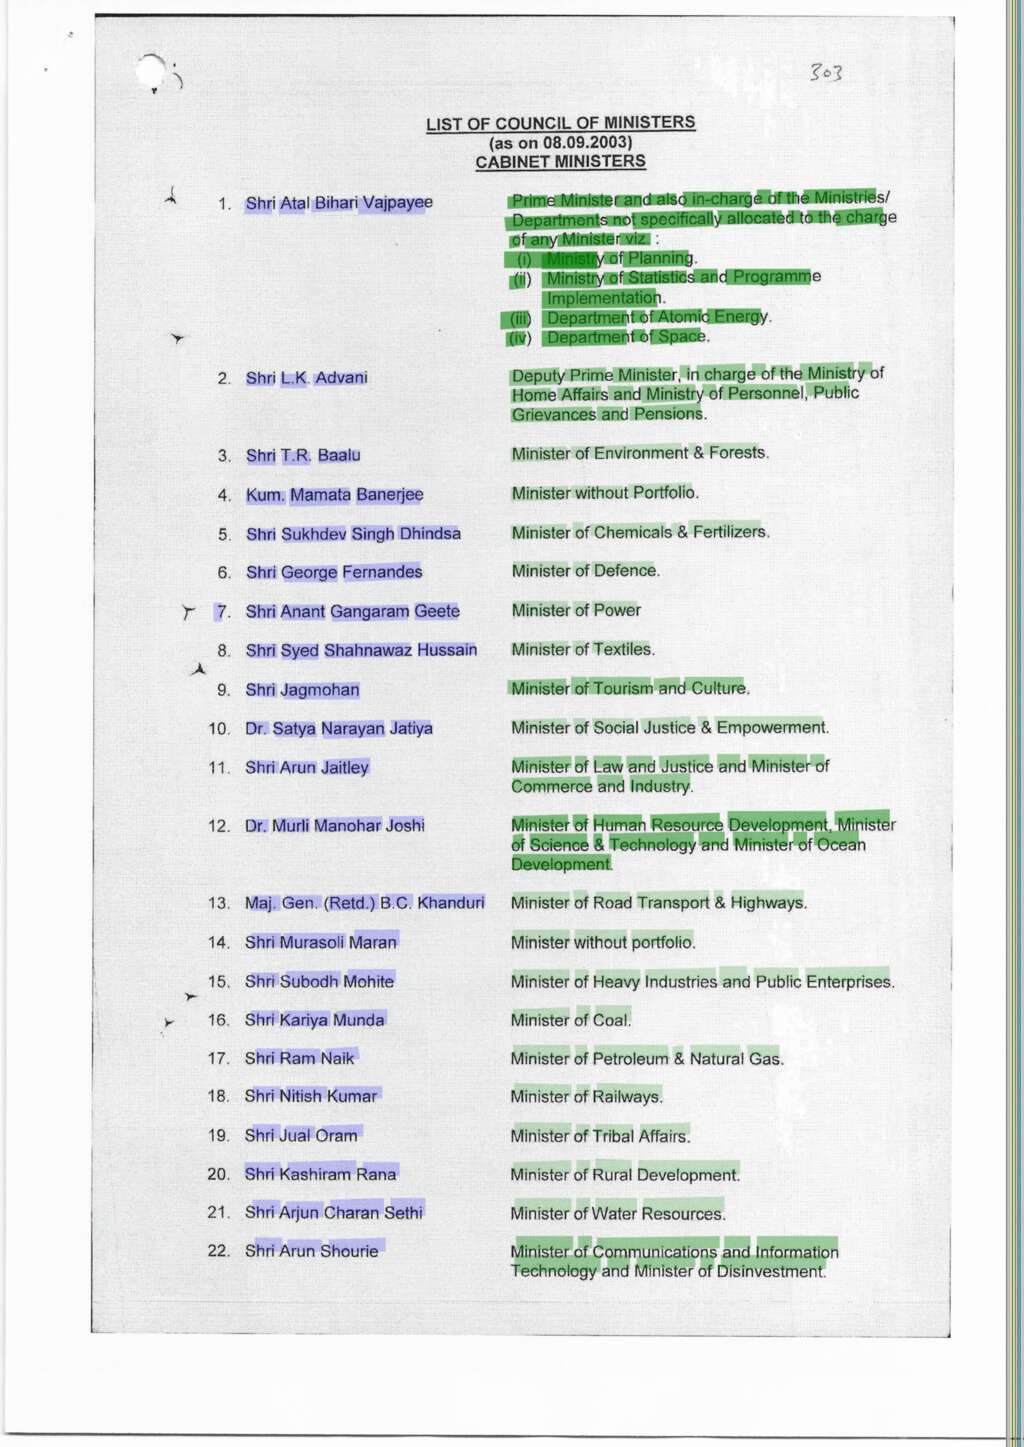 303
LIST OF COUNCIL OF MINISTERS
(as on 08.09.2003)
CABINET MINISTERS
1. Shri Atal Bihari Vajpayee Prime Minister and also in-charge of the Ministries/
Departments not specifically allocated to the charge
of any Minister viz. :
(i) Ministry of Planning.
(ii) Ministry of Statistics and Programme
Implementation.
(iii) Department of Atomic Energy.
(iv) Department of Space.
2. Shri L.K. Advani Deputy Prime Minister, in charge of the Ministry of
Home Affairs and Ministry of Personnel, Public
Grievances and Pensions.
3. Shri T.R. Baalu Minister of Environment & Forests.
4. Kum. Mamata Banerjee Minister without Portfolio.
5. Shri Sukhdev Singh Dhindsa Minister of Chemicals & Fertilizers.
6. Shri George Fernandes Minister of Defence.
7. Shri Anant Gangaram Geete Minister of Power
8. Shri Syed Shahnawaz Hussain Minister of Textiles.
9. Shri Jagmohan Minister of Tourism and Culture.
10. Dr. Satya Narayan Jatiya Minister of Social Justice & Empowerment.
11. Shri Arun Jaitley Minister of Law and Justice and Minister of
Commerce and Industry.
12. Dr. Murli Manohar Joshi Minister of Human Resource Development, Minister
of Science & Technology and Minister of Ocean
Development.
13. Maj. Gen. (Retd.) B.C. Khanduri Minister of Road Transport & Highways.
14. Shri Murasoli Maran Minister without portfolio.
15. Shri Subodh Mohite Minister of Heavy Industries and Public Enterprises.
16. Shri Kariya Munda Minister of Coal.
17. Shri Ram Naik Minister of Petroleum & Natural Gas.
18. Shri Nitish Kumar Minister of Railways.
19. Shri Jual Oram Minister of Tribal Affairs.
20. Shri Kashiram Rana Minister of Rural Development.
21. Shri Arjun Charan Sethi Minister of Water Resources.
22. Shri Arun Shourie Minister of Communications and Information
Technology and Minister of Disinvestment.